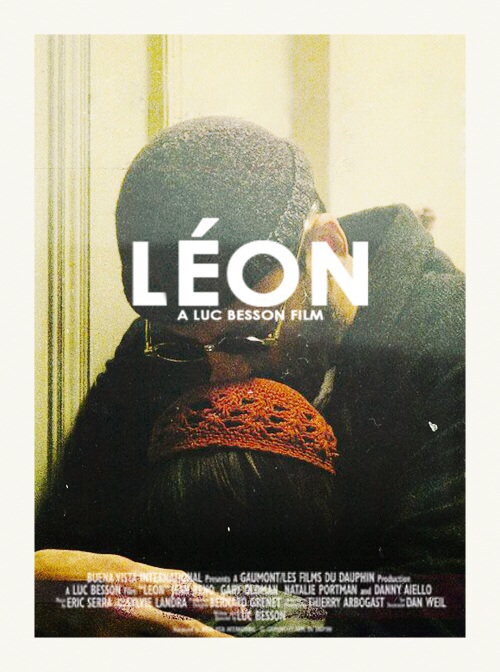 LÉON
A LUC BESSON FILM
BUENA VISTA INTERNATIONAL Presents A GAUMONT/LES FILMS DU DAUPHIN Production
A LUC BESSON Film "LEON" JEAN RENO, GARY OLDMAN, NATALIE PORTMAN and DANNY AIELLO
ERIC SERRA SYLVIE LANDRA BERNARD GRENET THIERRY ARBOGAST DAN WEIL
LUC BESSON